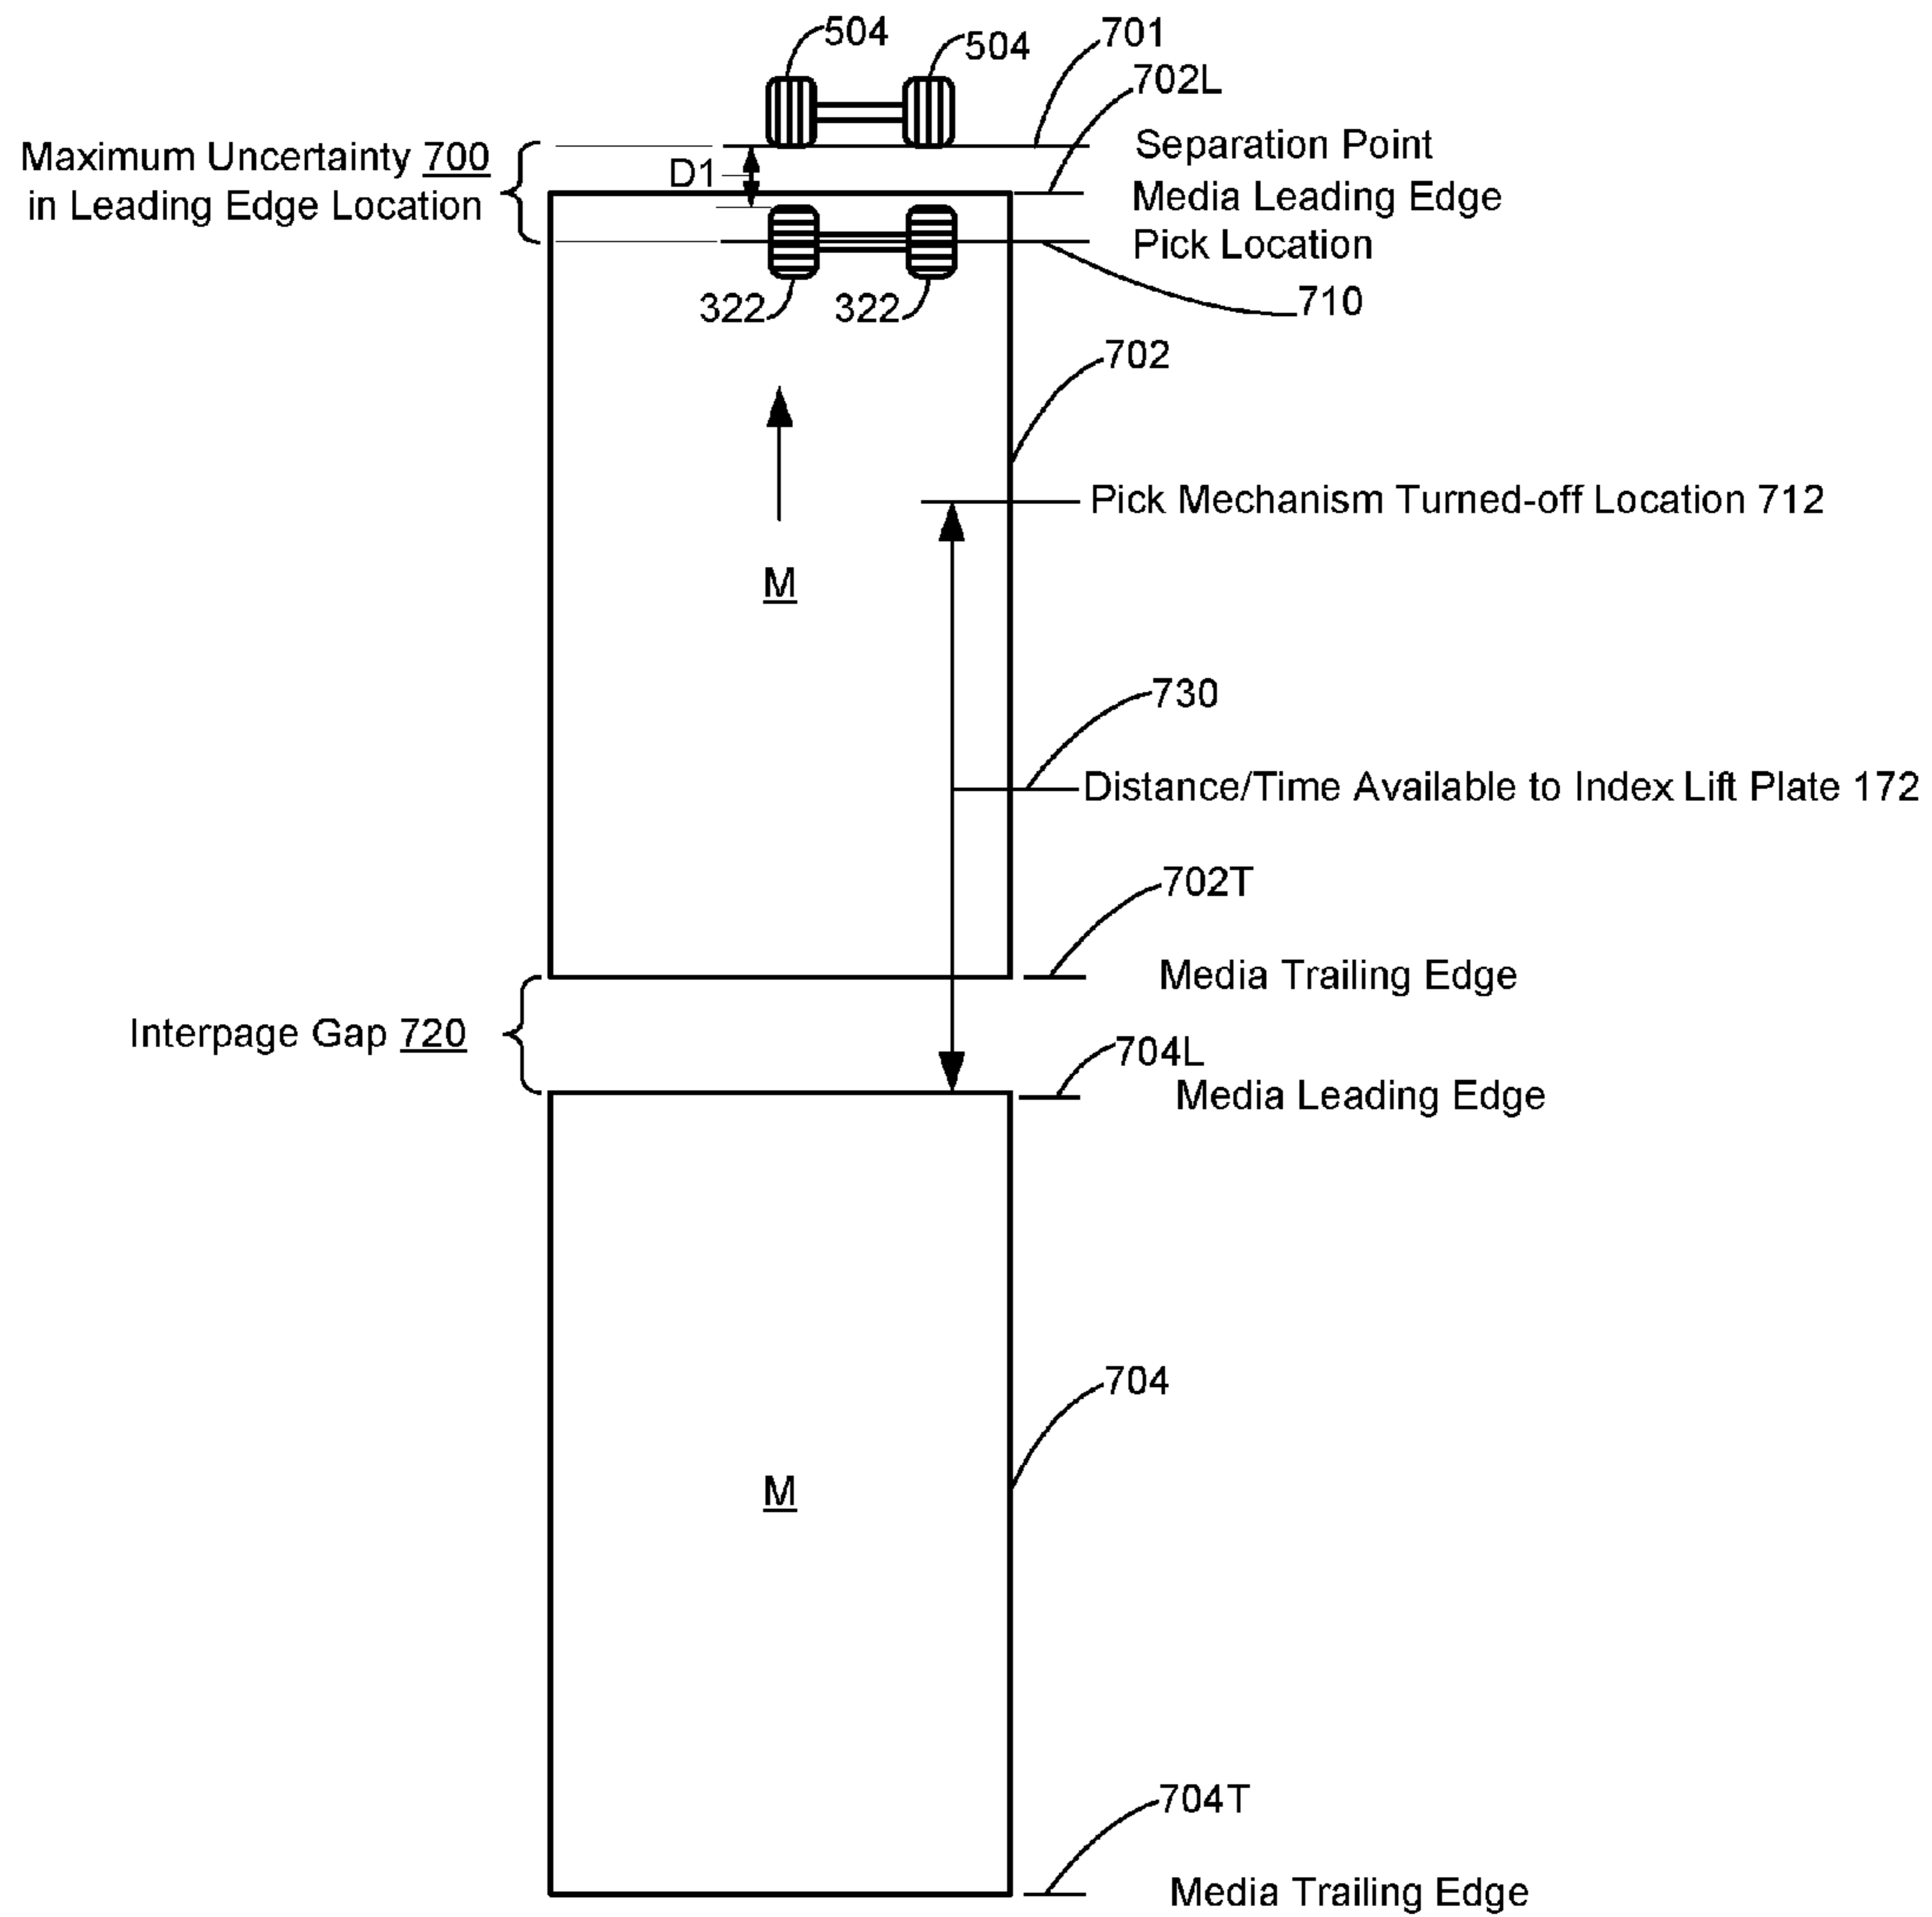 504
504
701
702L
Separation Point
Maximum Uncertainty 700
in Leading Edge Location
D1
Media Leading Edge
Pick Location
322
322
710
702
Pick Mechanism Turned-off Location 712
M
730
Distance/Time Available to Index Lift Plate 172
702T
Media Trailing Edge
Interpage Gap 720
704L
Media Leading Edge
704
M
704T
Media Trailing Edge